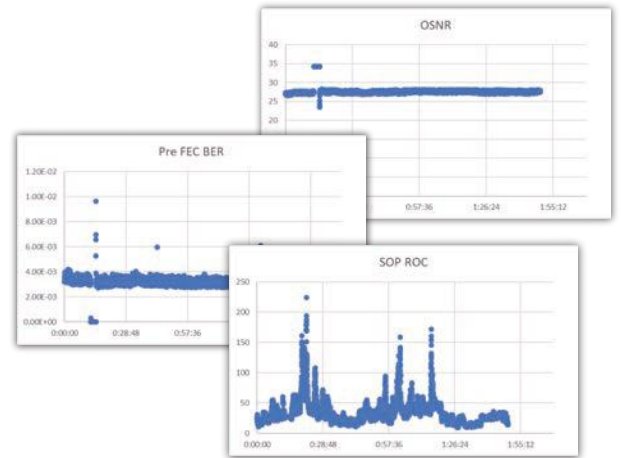 OSNR
40
35
30
25
20
0:57:36 1:26:24 1:55:12
Pre FEC BER
1.20E-02
1.00E-02
8.00E-03
6.00E-03
4.00E-03
2.00E-03
0.00E+00
0:00:00 0:28:48 0:57:36
SOP ROC
250
200
150
100
50
0
0:00:00 0:28:48 0:57:36 1:26:24 1:55:12